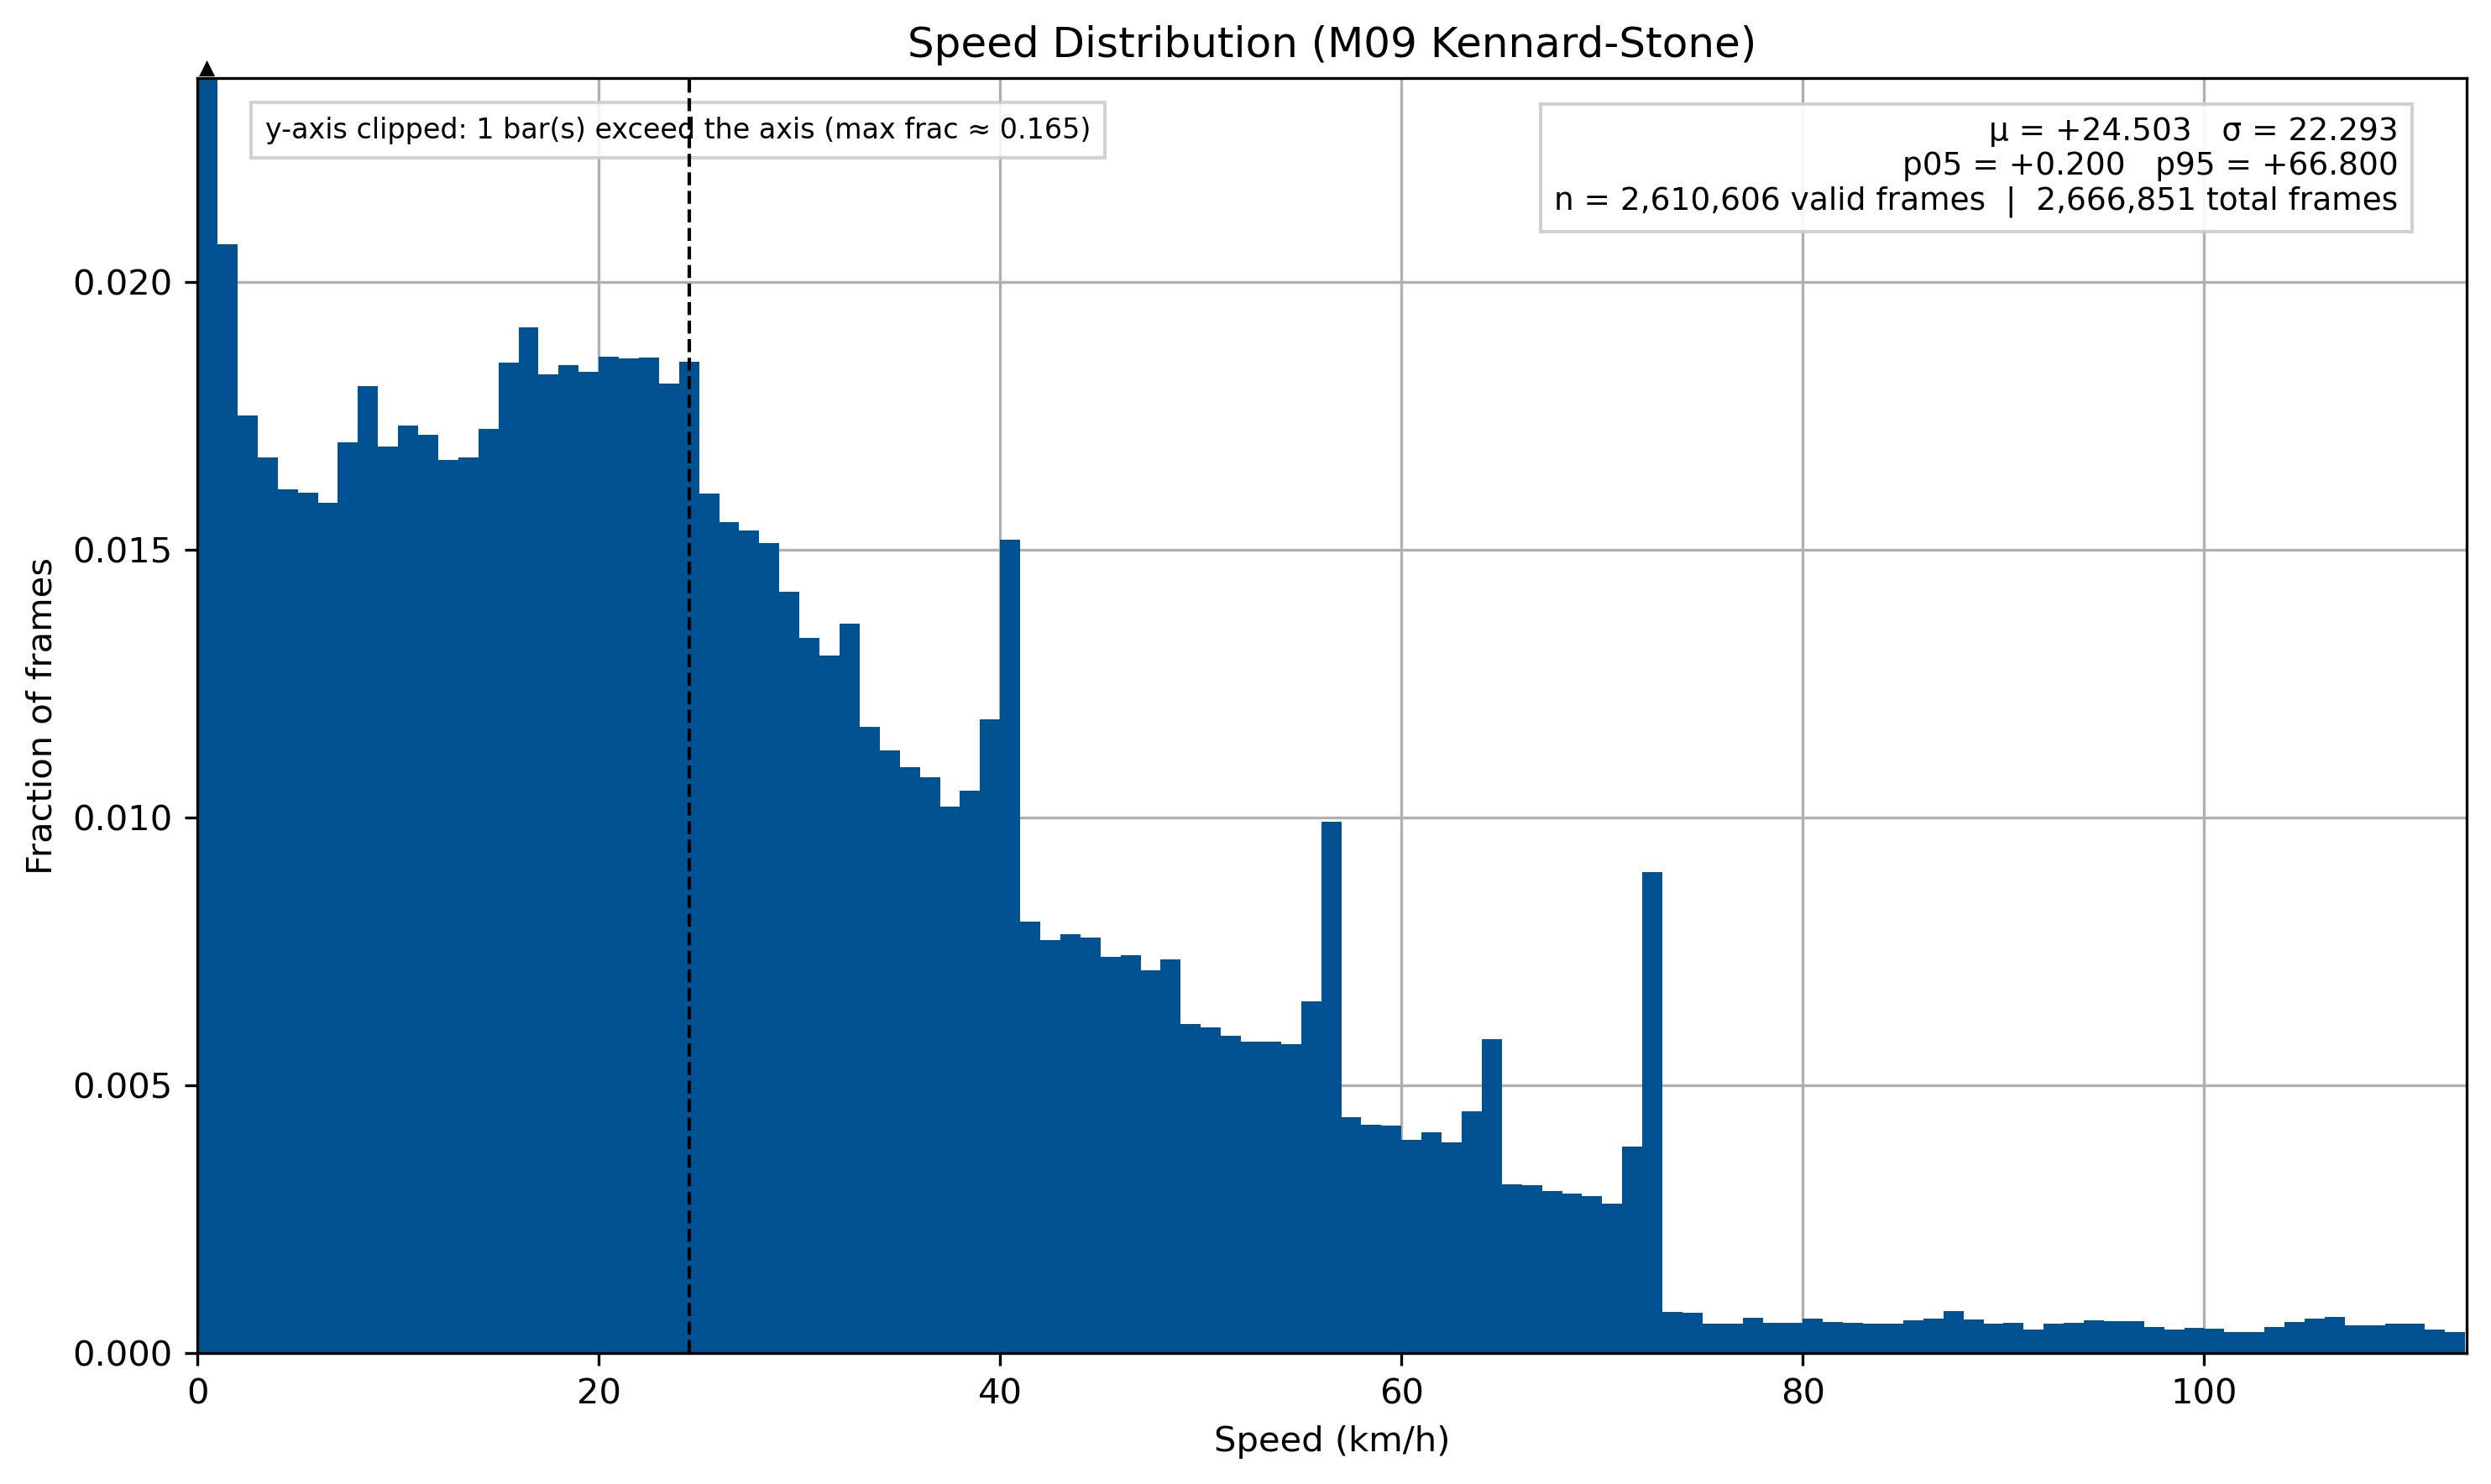 Speed Distribution (M09 Kennard-Stone)
y-axis clipped: 1 bar(s) exceed the axis (max frac ≈ 0.165)
μ = +24.503   σ = 22.293
p05 = +0.200   p95 = +66.800
n = 2,610,606 valid frames  |  2,666,851 total frames
Fraction of frames
0.020
0.015
0.010
0.005
0.000
0 20 40 60 80 100
Speed (km/h)